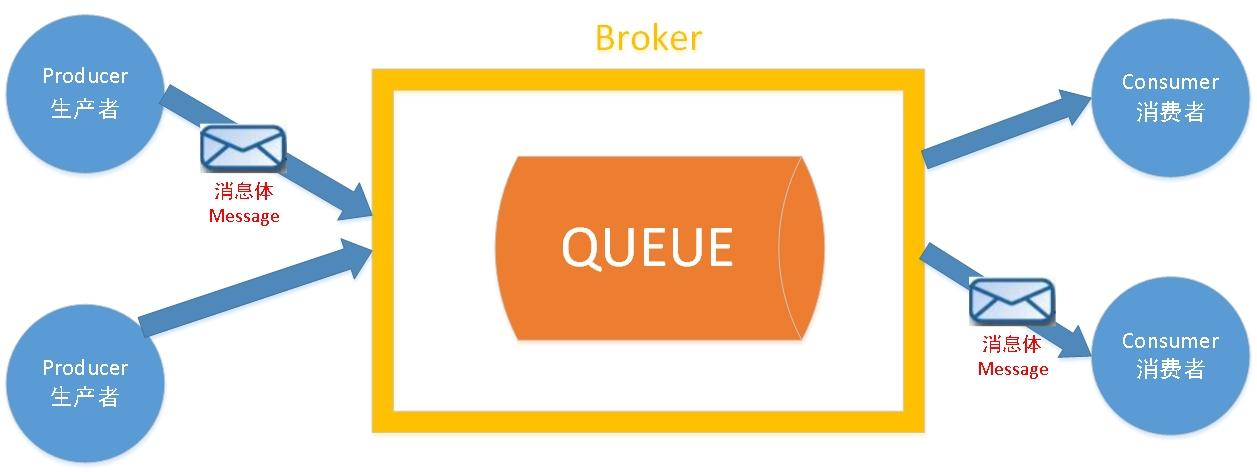 Broker
Producer
生产者
消息体
Message
Producer
生产者
QUEUE
Consumer
消费者
消息体
Message
Consumer
消费者